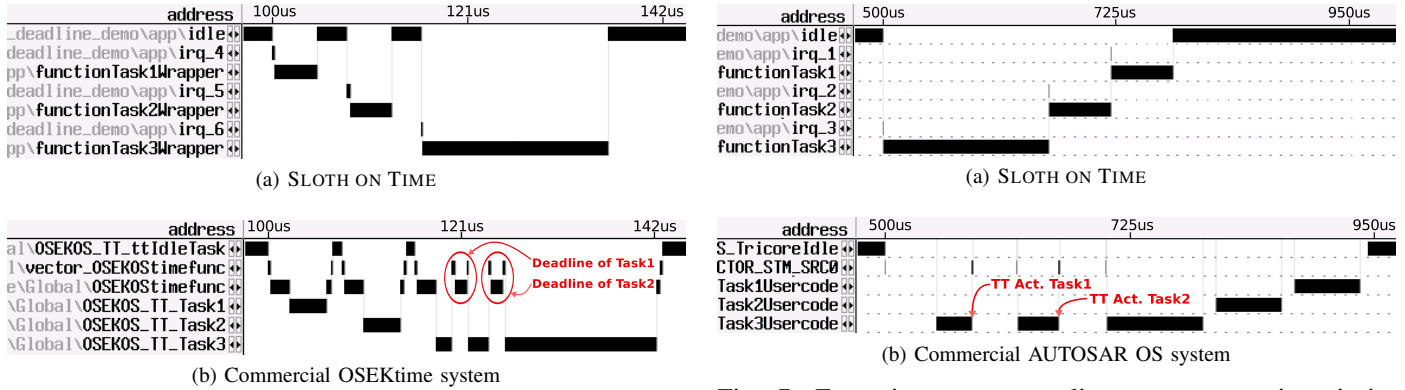 address 100us 121us 142us
_deadline_demo\app\idle
deadline_demo\app\irq_4
pp\functionTask1Wrapper
deadline_demo\app\irq_5
pp\functionTask2Wrapper
deadline_demo\app\irq_6
pp\functionTask3Wrapper
(a) SLOTH ON TIME
address 100us 121us 142us
al\OSEKOS_TT_ttIdleTask
l\vector_OSEKOStimefunc
e\Global\OSEKOStimefunc
\Global\OSEKOS_TT_Task1
\Global\OSEKOS_TT_Task2
\Global\OSEKOS_TT_Task3
Deadline of Task1
Deadline of Task2
(b) Commercial OSEKtime system
address 500us 725us 950us
demo\app\idle
emo\app\irq_1
functionTask1
emo\app\irq_2
functionTask2
emo\app\irq_3
functionTask3
(a) SLOTH ON TIME
address 500us 725us 950us
S_TricoreIdle
CTOR_STM_SRC0
Task1Usercode
Task2Usercode
Task3Usercode
TT Act. Task1
TT Act. Task2
(b) Commercial AUTOSAR OS system